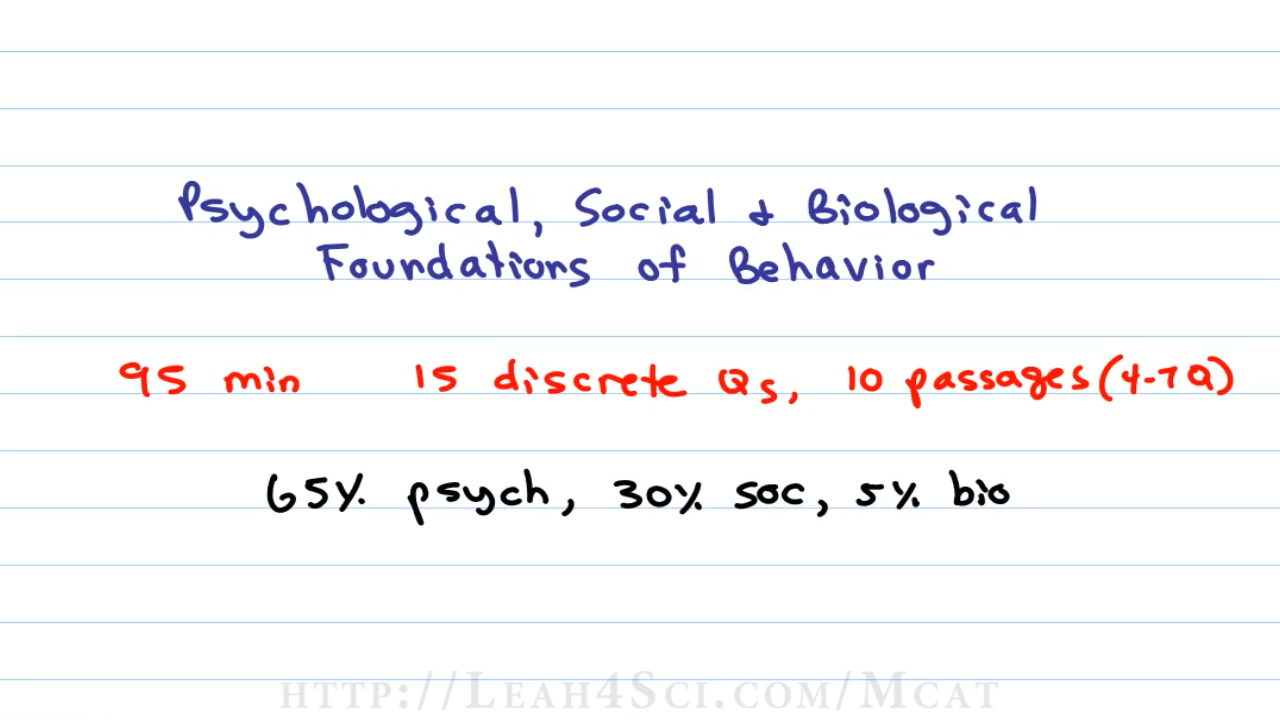 Psychological, Social & Biological
Foundations of Behavior
95 min 15 discrete Qs, 10 passages (4-7Q)
65% psych, 30% soc, 5% bio
http://Leah4Sci.com/Mcat